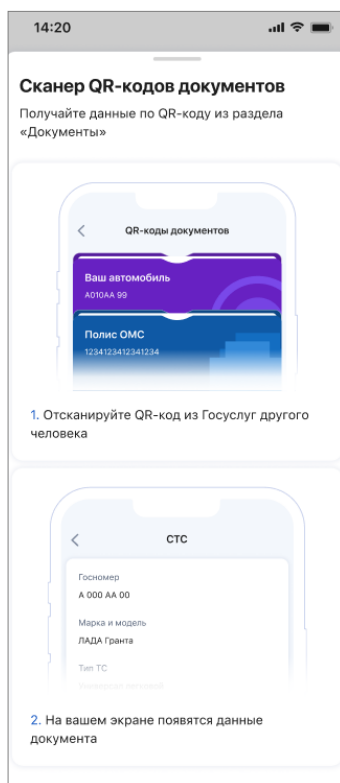 14:20
Сканер QR-кодов документов
Получайте данные по QR-коду из раздела
«Документы»
QR-коды документов
Ваш автомобиль
А010АА 99
Полис ОМС
1234123412341234
1. Отсканируйте QR-код из Госуслуг другого
человека
СТС
Госномер
А 000 АА 00
Марка и модель
ЛАДА Гранта
Тип ТС
Универсал легковой
2. На вашем экране появятся данные
документа